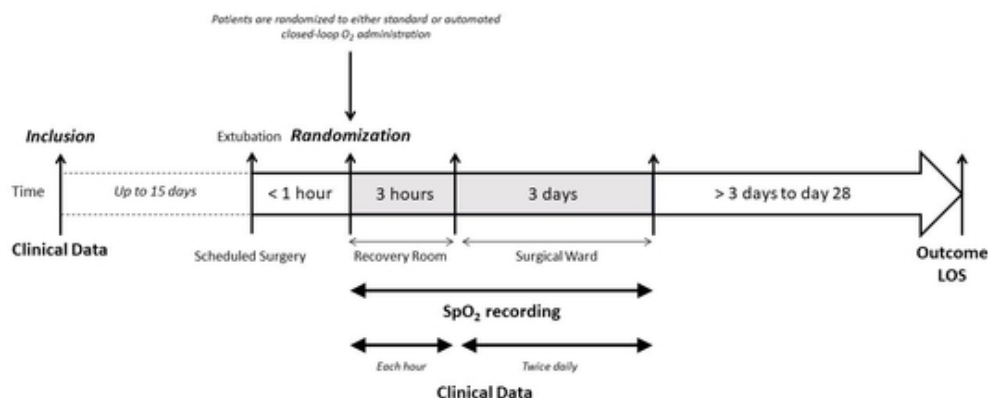 Patients are randomized to either standard or automated
closed-loop O₂ administration
Inclusion
Extubation
Randomization
Time
Up to 15 days
< 1 hour
3 hours
3 days
> 3 days to day 28
Clinical Data
Scheduled Surgery
Recovery Room
Surgical Ward
Outcome
LOS
SpO₂ recording
Each hour
Twice daily
Clinical Data